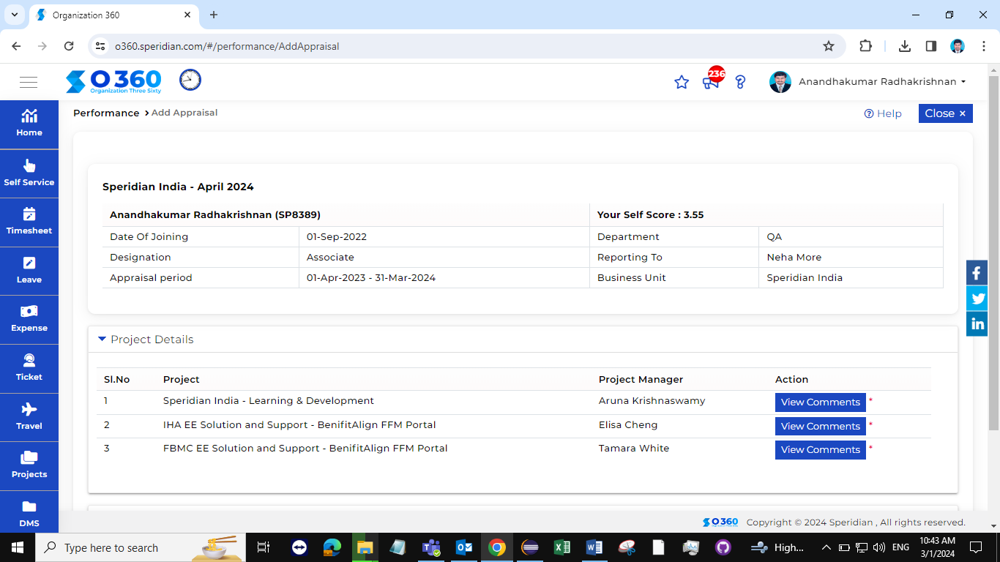 Organization 360
o360.speridian.com/#/performance/AddAppraisal
O 360
Organization Three Sixty
236
Anandhakumar Radhakrishnan
Performance > Add Appraisal
Help
Close ×
Home
Self Service
Timesheet
Leave
Expense
Ticket
Travel
Projects
DMS
Speridian India - April 2024
Anandhakumar Radhakrishnan (SP8389) Your Self Score : 3.55
Date Of Joining 01-Sep-2022 Department QA
Designation Associate Reporting To Neha More
Appraisal period 01-Apr-2023 - 31-Mar-2024 Business Unit Speridian India
Project Details
Sl.No Project Project Manager Action
1 Speridian India - Learning & Development Aruna Krishnaswamy View Comments *
2 IHA EE Solution and Support - BenifitAlign FFM Portal Elisa Cheng View Comments *
3 FBMC EE Solution and Support - BenifitAlign FFM Portal Tamara White View Comments *
f
in
O 360 Copyright © 2024 Speridian , All rights reserved.
Type here to search
High...
ENG
10:43 AM
3/1/2024